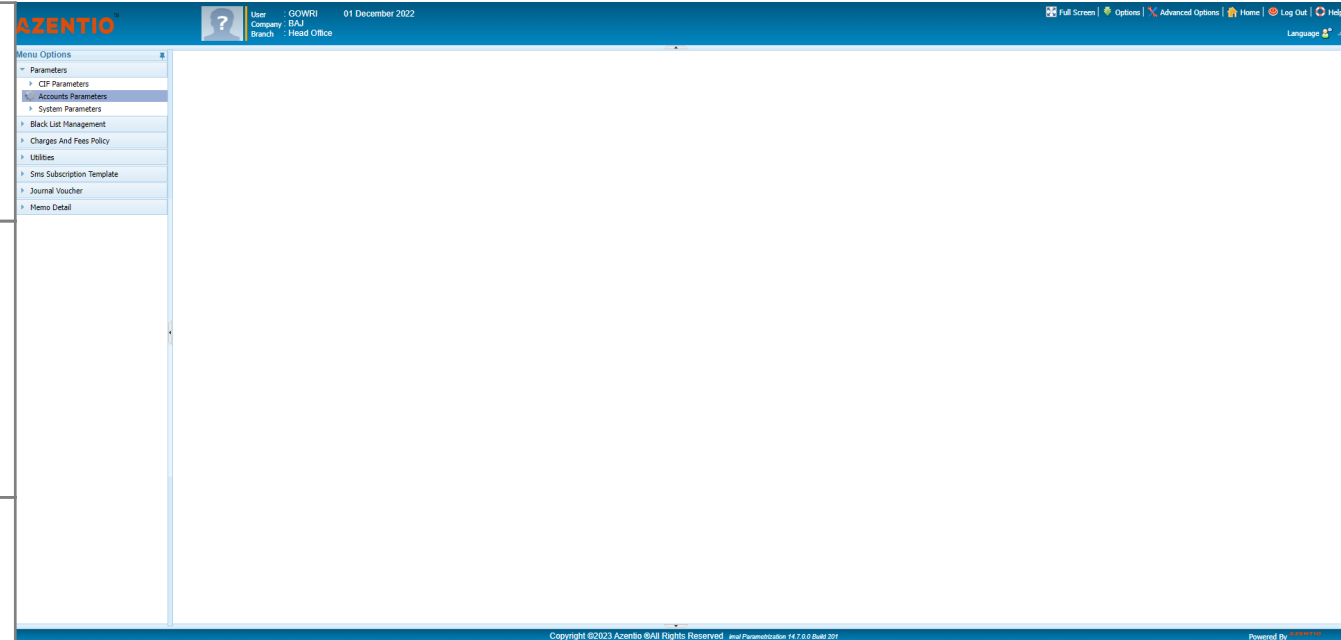 AZENTIO
?
User : GOWRI 01 December 2022
Company : BAJ
Branch : Head Office
Full Screen | Options | Advanced Options | Home | Log Out | Help
Language
Menu Options
Parameters
CIF Parameters
Accounts Parameters
System Parameters
Black List Management
Charges And Fees Policy
Utilities
Sms Subscription Template
Journal Voucher
Memo Detail
Copyright ©2023 Azentio ®All Rights Reserved imal Parametrization 14.7.0.0 Build 201
Powered By AZENTIO